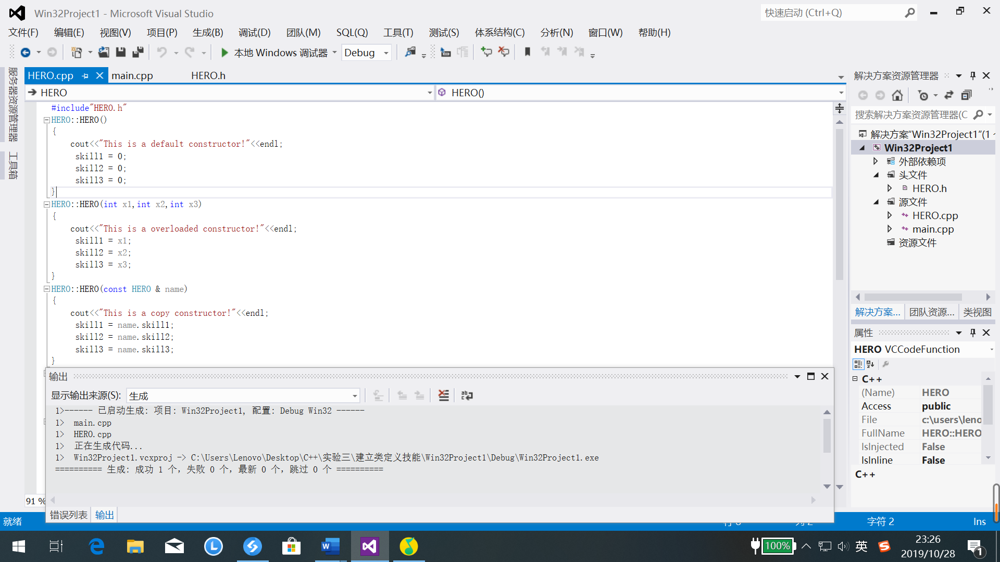 Win32Project1 - Microsoft Visual Studio
快速启动 (Ctrl+Q)
文件(F) 编辑(E) 视图(V) 项目(P) 生成(B) 调试(D) 团队(M) SQL(Q) 工具(T) 测试(S) 体系结构(C) 分析(N) 窗口(W) 帮助(H)
本地 Windows 调试器 Debug
服务器资源管理器
工具箱
HERO.cpp main.cpp HERO.h
HERO HERO()
#include"HERO.h"
HERO::HERO()
{
cout<<"This is a default constructor!"<<endl;
skill1 = 0;
skill2 = 0;
skill3 = 0;
}
HERO::HERO(int x1,int x2,int x3)
{
cout<<"This is a overloaded constructor!"<<endl;
skill1 = x1;
skill2 = x2;
skill3 = x3;
}
HERO::HERO(const HERO & name)
{
cout<<"This is a copy constructor!"<<endl;
skill1 = name.skill1;
skill2 = name.skill2;
skill3 = name.skill3;
}
输出
显示输出来源(S): 生成
1>------ 已启动生成: 项目: Win32Project1, 配置: Debug Win32 ------
1>  main.cpp
1>  HERO.cpp
1>  正在生成代码...
1>  Win32Project1.vcxproj -> C:\Users\Lenovo\Desktop\C++\实验三\建立类定义技能\Win32Project1\Debug\Win32Project1.exe
========== 生成: 成功 1 个，失败 0 个，最新 0 个，跳过 0 个 ==========
91 %
错误列表 输出
解决方案资源管理器
搜索解决方案资源管理器(C
解决方案"Win32Project1"(1
Win32Project1
外部依赖项
头文件
HERO.h
源文件
HERO.cpp
main.cpp
资源文件
解决方案... 团队资源... 类视图
属性
HERO VCCodeFunction
C++
(Name) HERO
Access public
File c:\users\leno
FullName HERO::HERO
IsInjected False
IsInline False
C++
就绪 字符 2 Ins
100% 英 23:26
2019/10/28
1